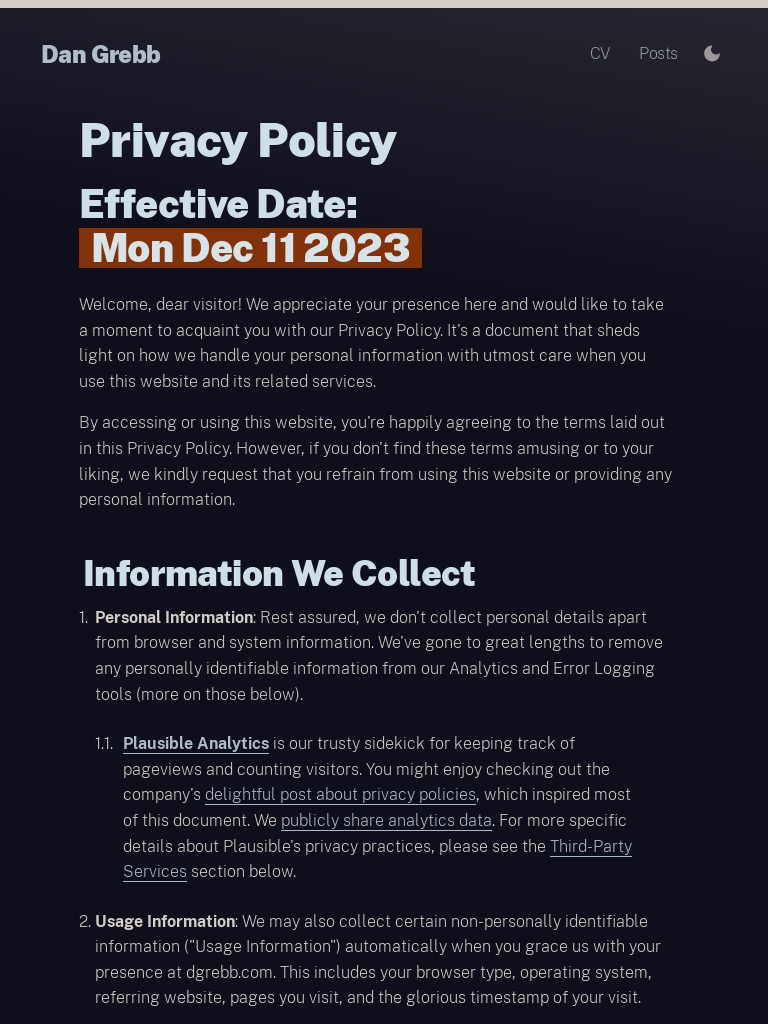 Dan Grebb
CV
Posts
Privacy Policy
Effective Date:
Mon Dec 11 2023
Welcome, dear visitor! We appreciate your presence here and would like to take
a moment to acquaint you with our Privacy Policy. It's a document that sheds
light on how we handle your personal information with utmost care when you
use this website and its related services.
By accessing or using this website, you're happily agreeing to the terms laid out
in this Privacy Policy. However, if you don't find these terms amusing or to your
liking, we kindly request that you refrain from using this website or providing any
personal information.
Information We Collect
1. Personal Information: Rest assured, we don't collect personal details apart
from browser and system information. We've gone to great lengths to remove
any personally identifiable information from our Analytics and Error Logging
tools (more on those below).
1.1. Plausible Analytics is our trusty sidekick for keeping track of
pageviews and counting visitors. You might enjoy checking out the
company's delightful post about privacy policies, which inspired most
of this document. We publicly share analytics data. For more specific
details about Plausible's privacy practices, please see the Third-Party
Services section below.
2. Usage Information: We may also collect certain non-personally identifiable
information ("Usage Information") automatically when you grace us with your
presence at dgrebb.com. This includes your browser type, operating system,
referring website, pages you visit, and the glorious timestamp of your visit.